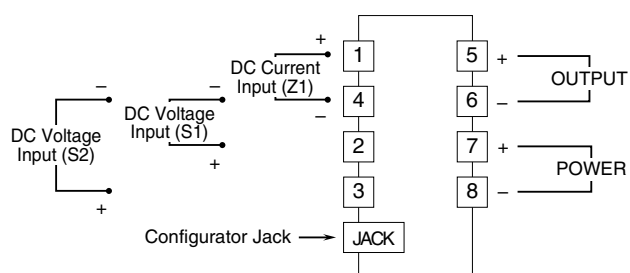 + 1 5 +
DC Current
Input (Z1)
OUTPUT
– – – 4 6 –
DC Voltage
Input (S1)
DC Voltage
Input (S2)
+ 2 7 +
POWER
+ 3 8 –
Configurator Jack JACK